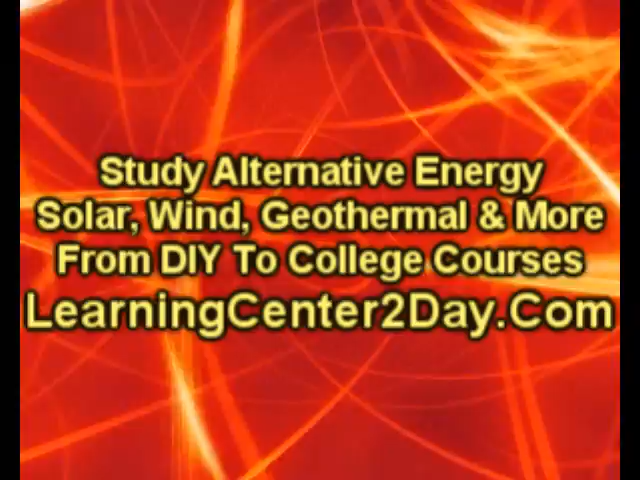 Study Alternative Energy
Solar, Wind, Geothermal & More
From DIY To College Courses
LearningCenter2Day.Com